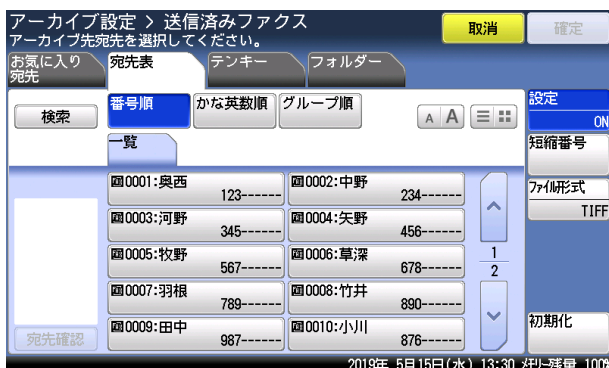 アーカイブ設定 > 送信済みファクス
アーカイブ先宛先を選択してください。
取消
確定
お気に入り
宛先
宛先表
テンキー
フォルダー
検索
番号順
かな英数順
グループ順
A A
設定
ON
短縮番号
一覧
0001:奥西
123------
0002:中野
234------
ファイル形式
TIFF
0003:河野
345------
0004:矢野
456------
0005:牧野
567------
0006:草深
678------
1
2
0007:羽根
789------
0008:竹井
890------
0009:田中
987------
0010:小川
876------
初期化
宛先確認
2019年 5月15日(水) 13:30 メモリー残量 100%